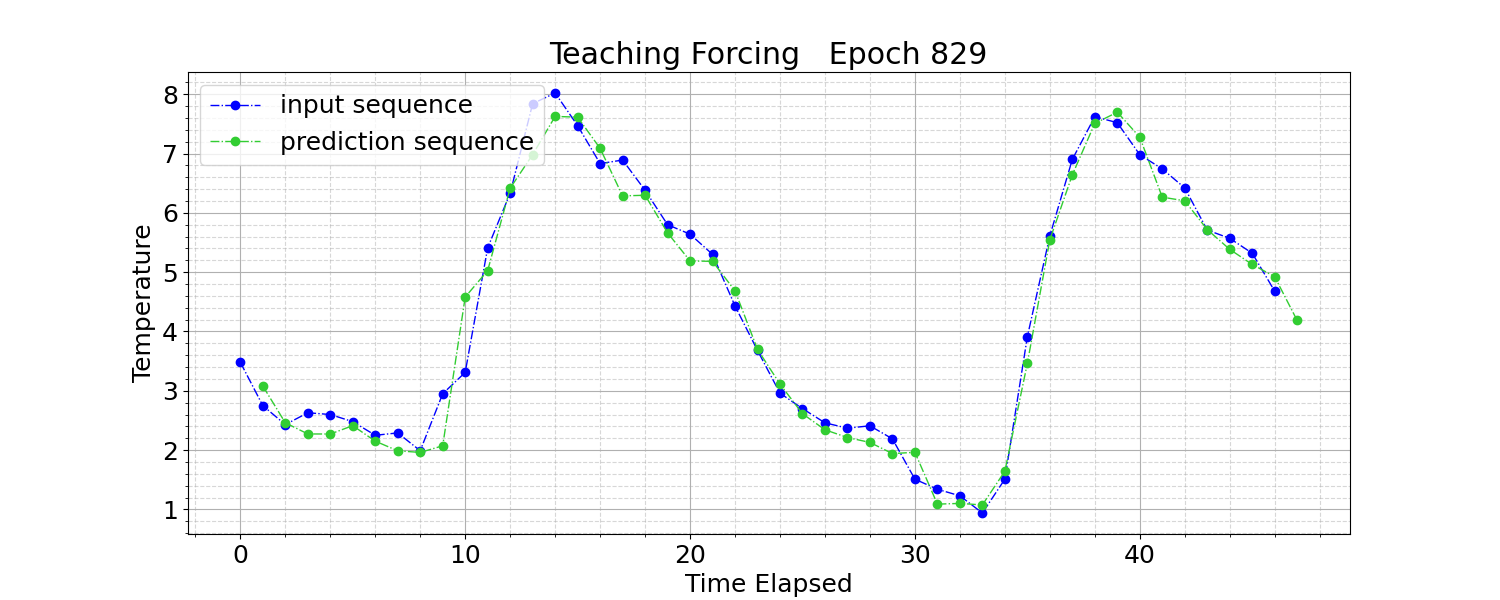 Teaching Forcing   Epoch 829
input sequence
prediction sequence
8
7
6
5
4
3
2
1
Temperature
0 10 20 30 40
Time Elapsed